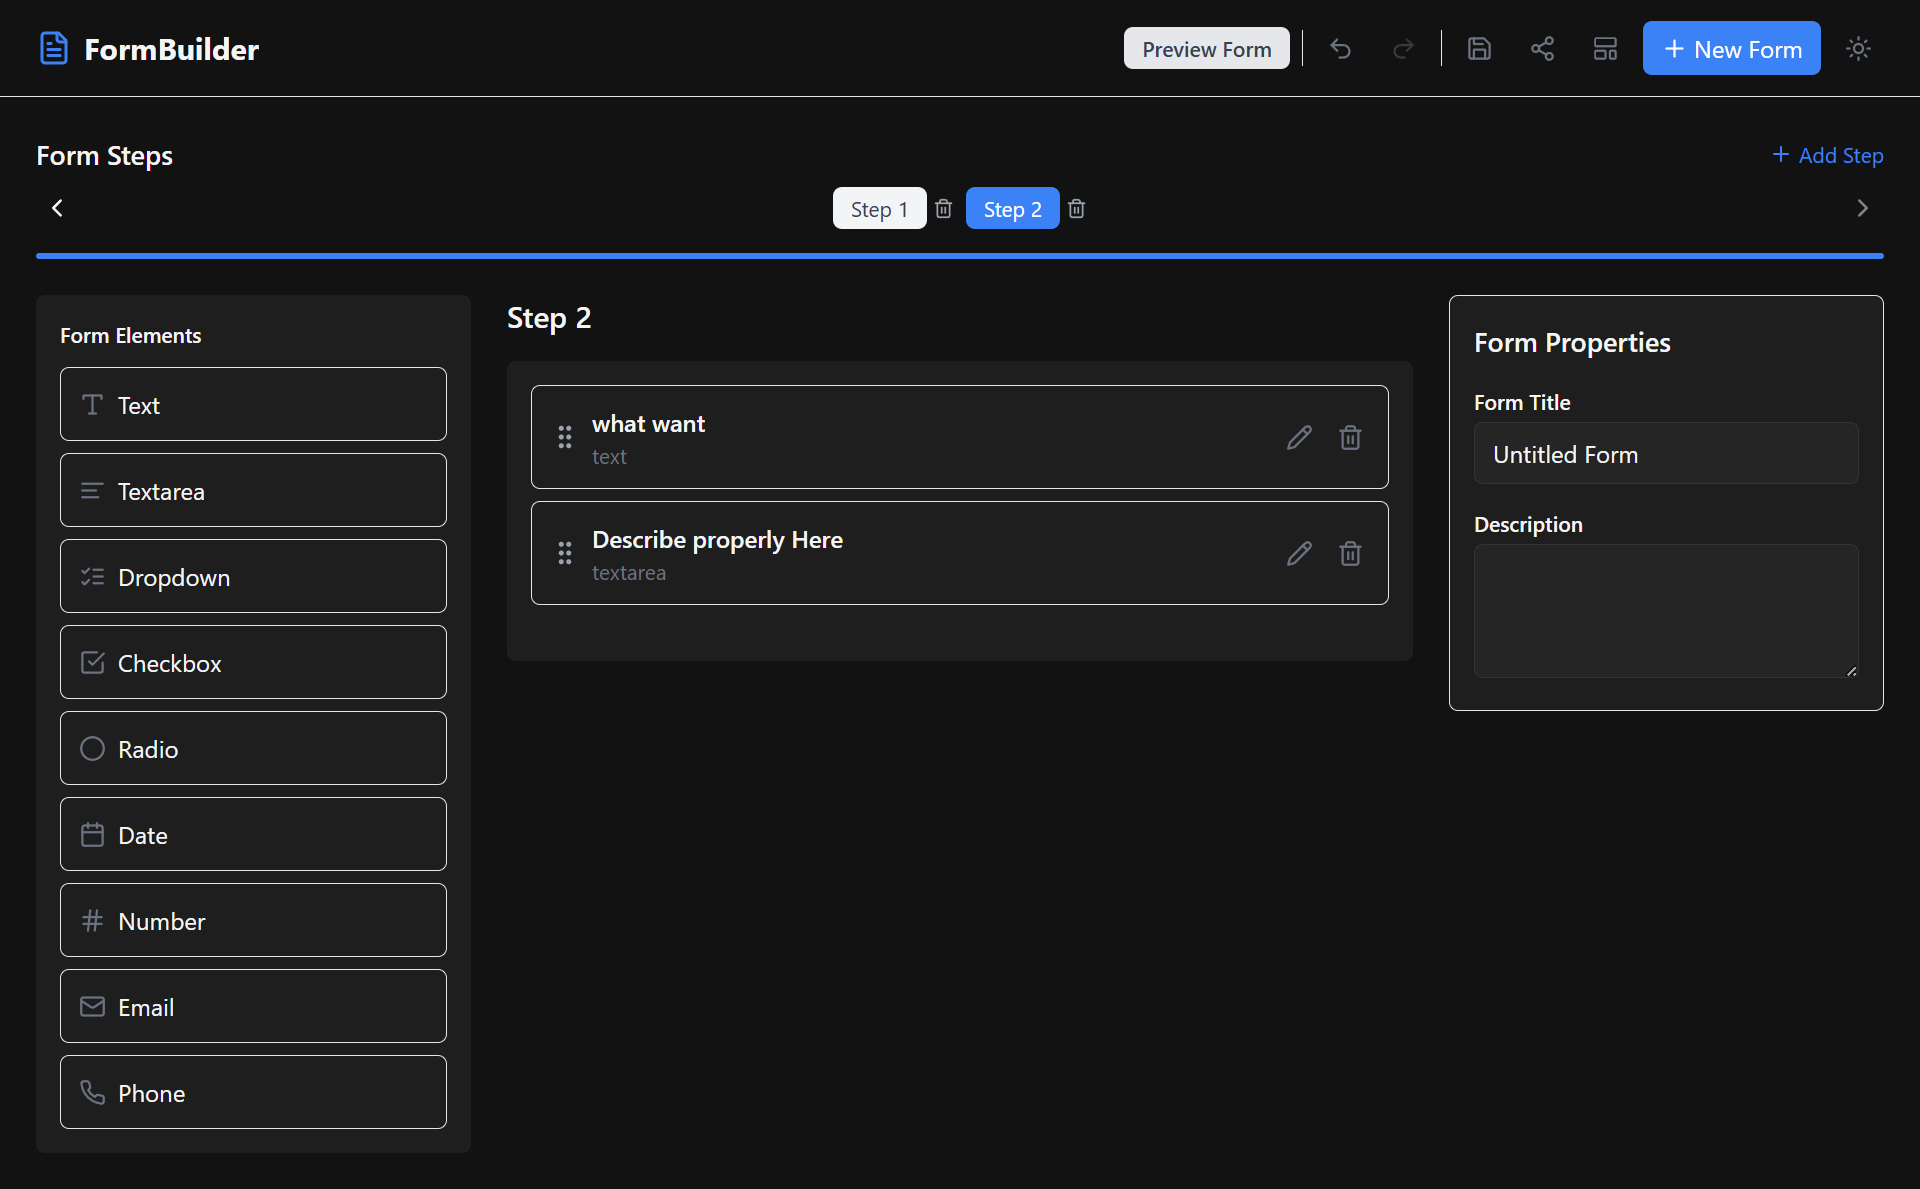 FormBuilder
Preview Form
New Form
Form Steps
Add Step
Step 1
Step 2
Form Elements
Text
Textarea
Dropdown
Checkbox
Radio
Date
Number
Email
Phone
Step 2
what want
text
Describe properly Here
textarea
Form Properties
Form Title
Untitled Form
Description